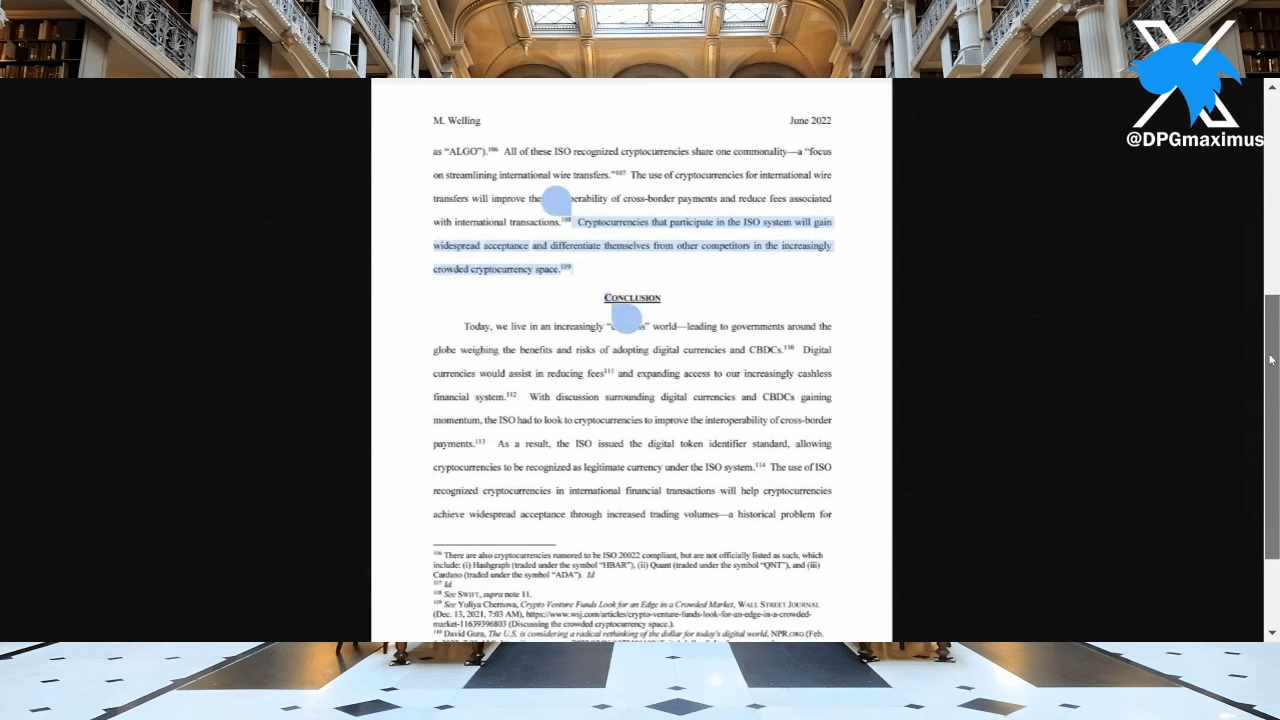 M. Welling June 2022
as “ALGO”).106 All of these ISO recognized cryptocurrencies share one commonality—a “focus
on streamlining international wire transfers.”107 The use of cryptocurrencies for international wire
transfers will improve the perability of cross-border payments and reduce fees associated
with international transactions.108 Cryptocurrencies that participate in the ISO system will gain
widespread acceptance and differentiate themselves from other competitors in the increasingly
crowded cryptocurrency space.109
CONCLUSION
Today, we live in an increasingly “ ” world—leading to governments around the
globe weighing the benefits and risks of adopting digital currencies and CBDCs.110 Digital
currencies would assist in reducing fees111 and expanding access to our increasingly cashless
financial system.112 With discussion surrounding digital currencies and CBDCs gaining
momentum, the ISO had to look to cryptocurrencies to improve the interoperability of cross-border
payments.113 As a result, the ISO issued the digital token identifier standard, allowing
cryptocurrencies to be recognized as legitimate currency under the ISO system.114 The use of ISO
recognized cryptocurrencies in international financial transactions will help cryptocurrencies
achieve widespread acceptance through increased trading volumes—a historical problem for
106 There are also cryptocurrencies rumored to be ISO 20022 compliant, but are not officially listed as such, which
include: (i) Hashgraph (traded under the symbol “HBAR”), (ii) Quant (traded under the symbol “QNT”), and (iii)
Cardano (traded under the symbol “ADA”). Id.
107 Id.
108 See SWIFT, supra note 11.
109 See Yuliya Chernova, Crypto Venture Funds Look for an Edge in a Crowded Market, WALL STREET JOURNAL
(Dec. 13, 2021, 7:03 AM), https://www.wsj.com/articles/crypto-venture-funds-look-for-an-edge-in-a-crowded-
market-11639396803 (Discussing the crowded cryptocurrency space.).
110 David Gura, The U.S. is considering a radical rethinking of the dollar for today's digital world, NPR.ORG (Feb.
@DPGmaximus